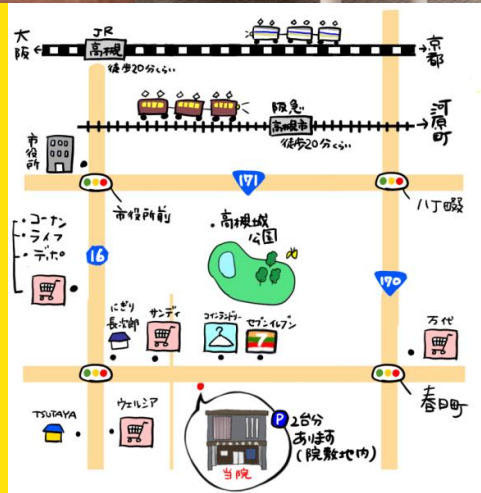 大阪
JR
高槻
徒歩20分くらい
京都
阪急
高槻市
徒歩20分くらい
河原町
市役所
171
市役所前
八丁畷
・コーナン
・ライフ
・デポ
16
・高槻城
公園
170
にぎり
長次郎
サンディ
コインランドリー
セブンイレブン
7
万代
春日町
TSUTAYA
ウェルシア
P
2台分
あります
(院敷地内)
当院